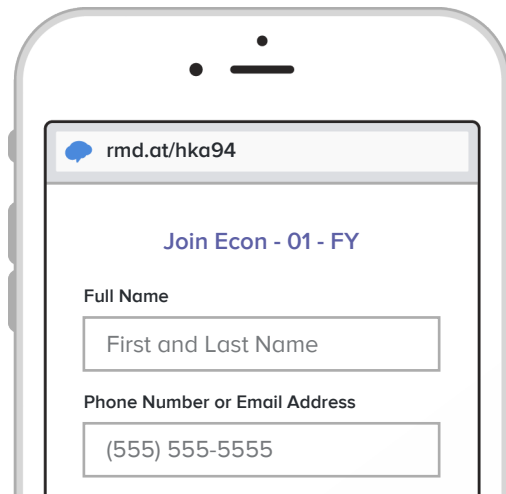 rmd.at/hka94
Join Econ - 01 - FY
Full Name
First and Last Name
Phone Number or Email Address
(555) 555-5555